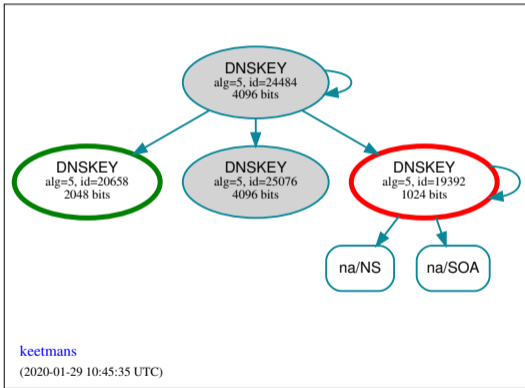 DNSKEY
alg=5, id=24484
4096 bits
DNSKEY
alg=5, id=20658
2048 bits
DNSKEY
alg=5, id=25076
4096 bits
DNSKEY
alg=5, id=19392
1024 bits
na/NS
na/SOA
keetmans
(2020-01-29 10:45:35 UTC)